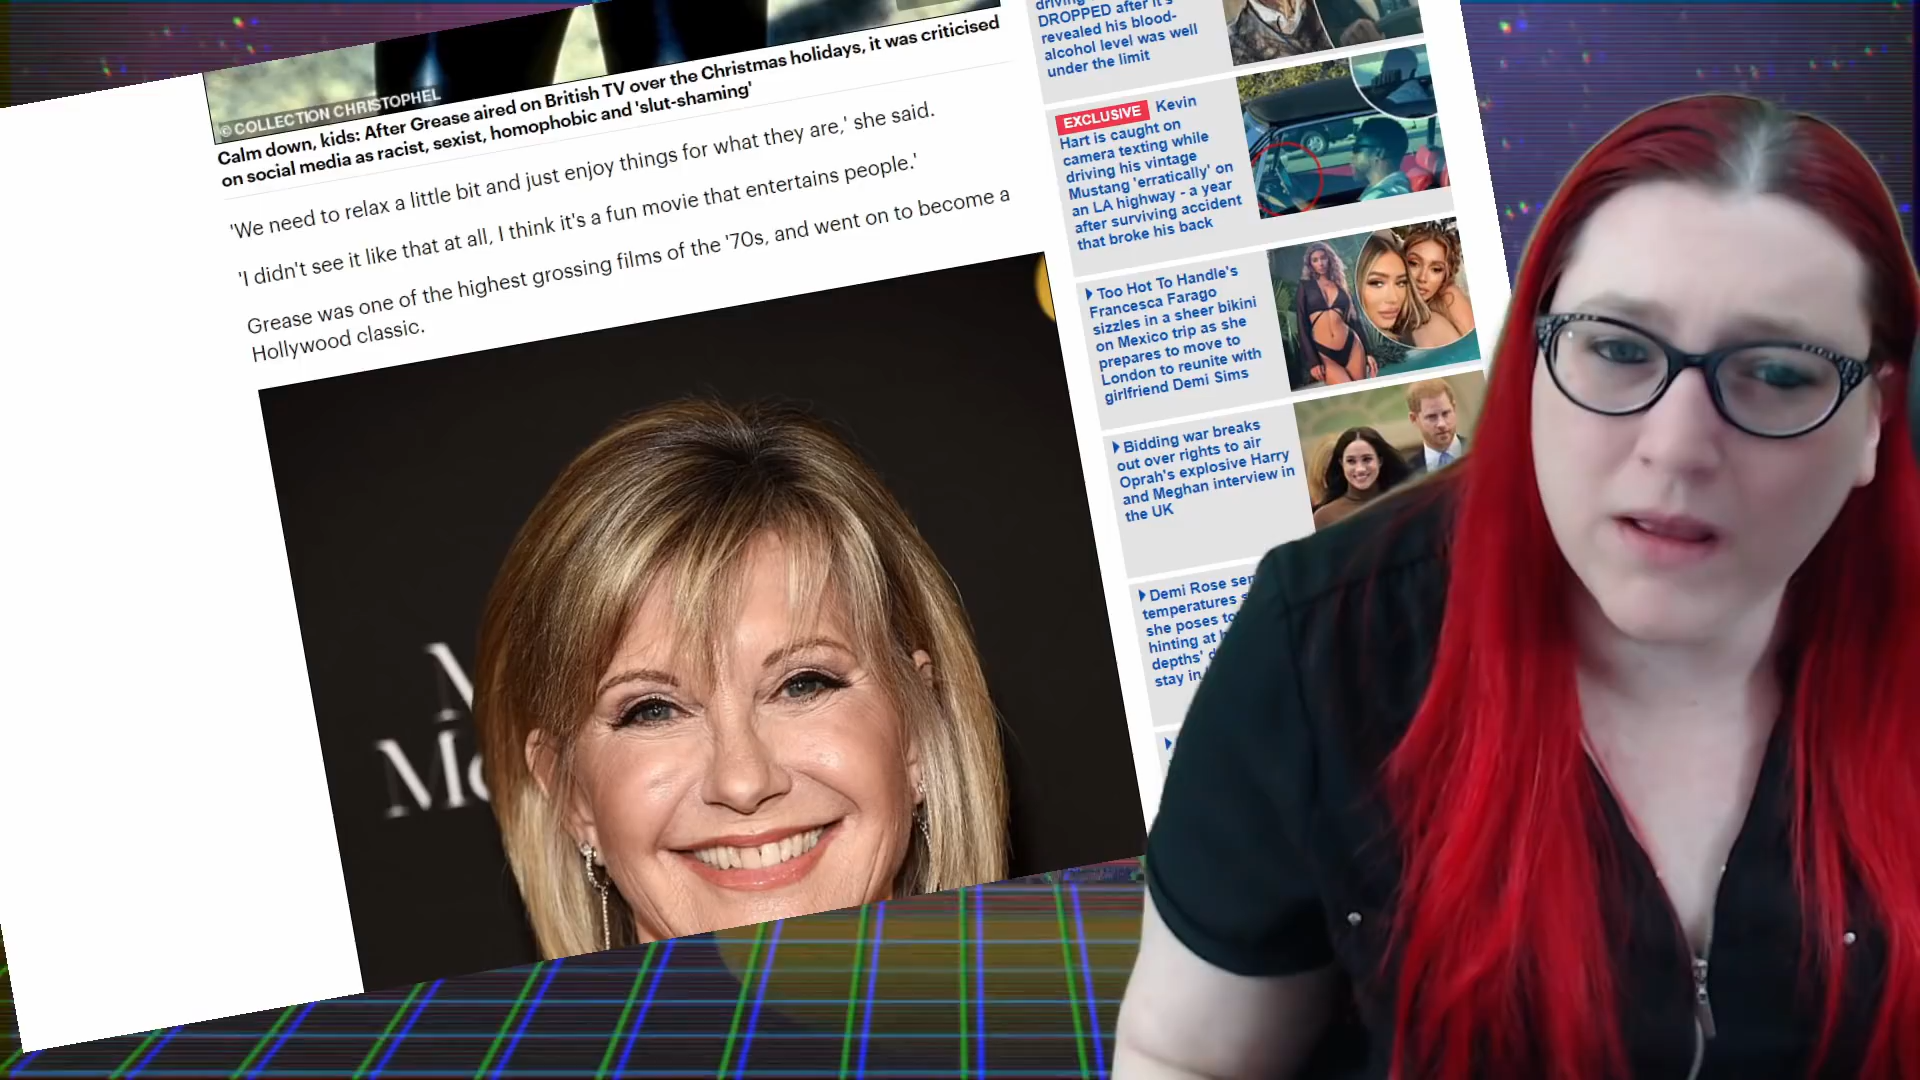 © COLLECTION CHRISTOPHEL
Calm down, kids: After Grease aired on British TV over the Christmas holidays, it was criticised
on social media as racist, sexist, homophobic and 'slut-shaming'
'We need to relax a little bit and just enjoy things for what they are,' she said.
'I didn't see it like that at all, I think it's a fun movie that entertains people.'
Grease was one of the highest grossing films of the '70s, and went on to become a
Hollywood classic.
driving
DROPPED after it's
revealed his blood-
alcohol level was well
under the limit
EXCLUSIVE Kevin
Hart is caught on
camera texting while
driving his vintage
Mustang 'erratically' on
an LA highway - a year
after surviving accident
that broke his back
Too Hot To Handle's
Francesca Farago
sizzles in a sheer bikini
on Mexico trip as she
prepares to move to
London to reunite with
girlfriend Demi Sims
Bidding war breaks
out over rights to air
Oprah's explosive Harry
and Meghan interview in
the UK
Demi Rose
temperatures
she poses
hinting at
depths'
stay in